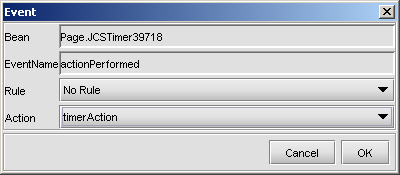 Event
Bean Page.JCSTimer39718
EventName actionPerformed
Rule No Rule
Action timerAction
Cancel OK